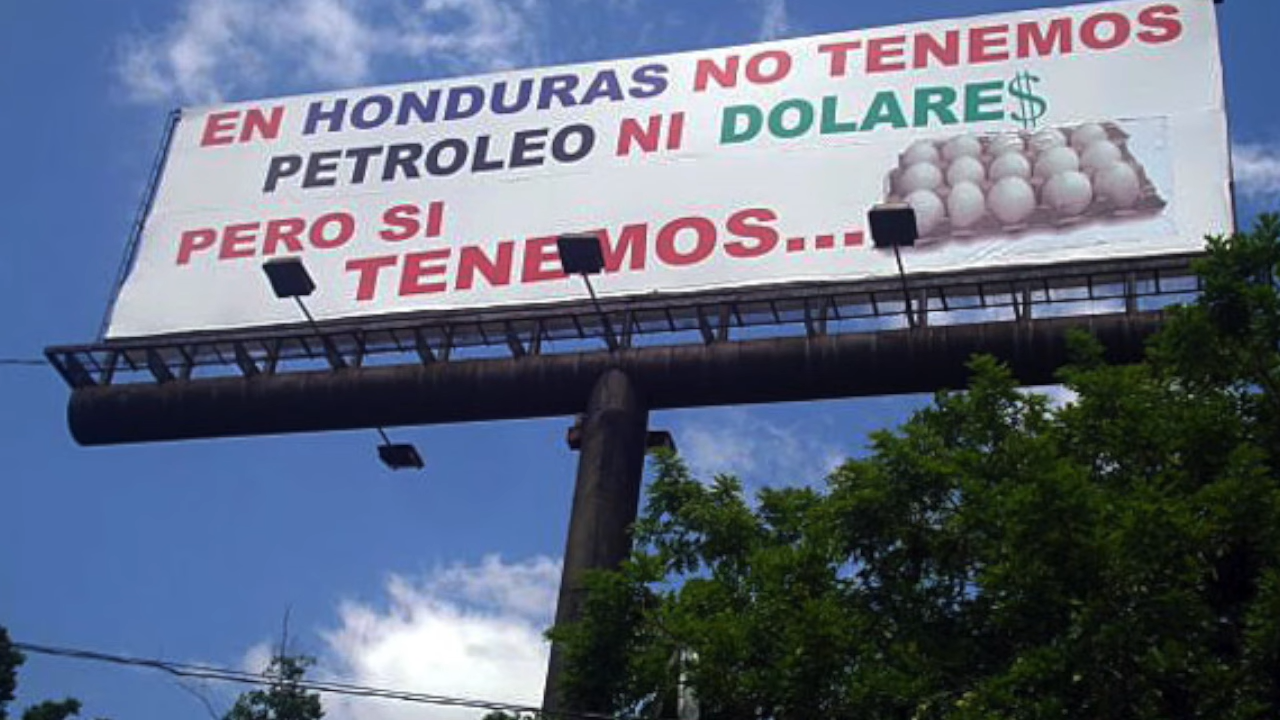 EN HONDURAS NO TENEMOS
PETROLEO NI DOLARE$
PERO SI
TENEMOS...